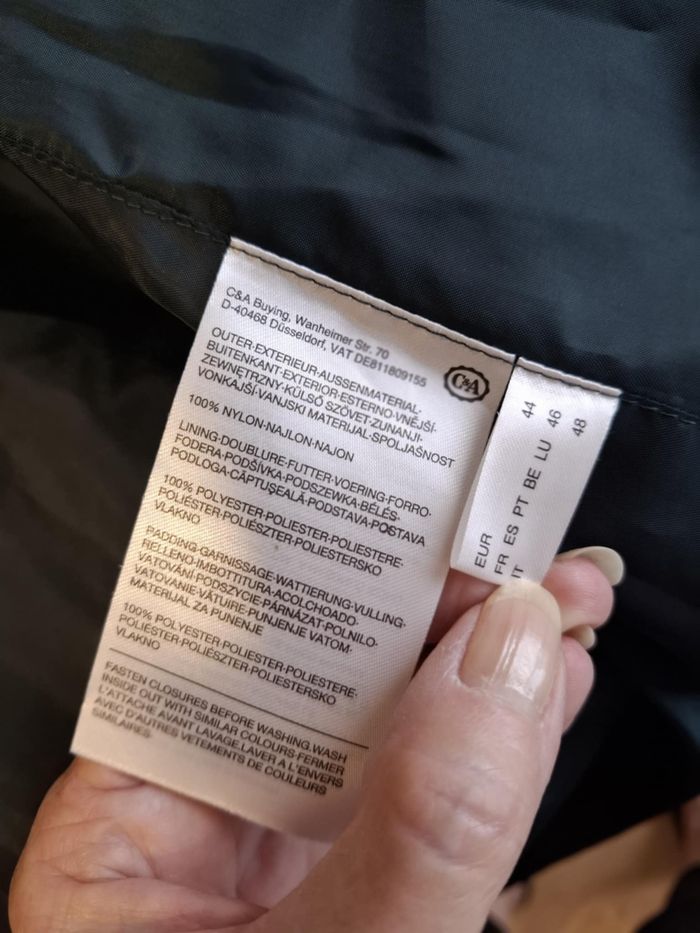 C&A Buying, Wanheimer Str. 70
D-40468 Düsseldorf, VAT DE811809155
C&A
OUTER·EXTERIEUR·AUSSENMATERIAL·
BUITENKANT·EXTERIOR·ESTERNO·VNĚJŠÍ·
ZEWNĘTRZNY·KÜLSŐ SZÖVET·ZUNANJI·
VONKAJŠÍ·VANJSKI MATERIJAL·SPOLJAŠNOST
100% NYLON·NAJLON·NAJON
LINING·DOUBLURE·FUTTER·VOERING·FORRO·
FODERA·PODŠÍVKA·PODSZEWKA·BÉLÉS·
PODLOGA·CĂPTUŞEALĂ·PODSTAVA·POSTAVA
100% POLYESTER·POLIESTER·POLIESTERE·
POLIÉSTER·POLIÉSZTER·POLIESTERSKO
VLAKNO
PADDING·GARNISSAGE·WATTIERUNG·VULLING·
RELLENO·IMBOTTITURA·ACOLCHOADO·
VATOVÁNÍ·PODSZYCIE·PÁRNÁZAT·POLNILO·
VATOVANIE·VĂTUIRE·PUNJENJE VATOM·
MATERIJAL ZA PUNENJE
100% POLYESTER·POLIESTER·POLIESTERE·
POLIÉSTER·POLIÉSZTER·POLIESTERSKO
VLAKNO
FASTEN CLOSURES BEFORE WASHING.WASH
INSIDE OUT WITH SIMILAR COLOURS·FERMER
L'ATTACHE AVANT LAVAGE.LAVER À L'ENVERS
AVEC D'AUTRES VETEMENTS DE COULEURS
SIMILAIRES·
EUR 44
FR ES PT BE LU 46
IT 48